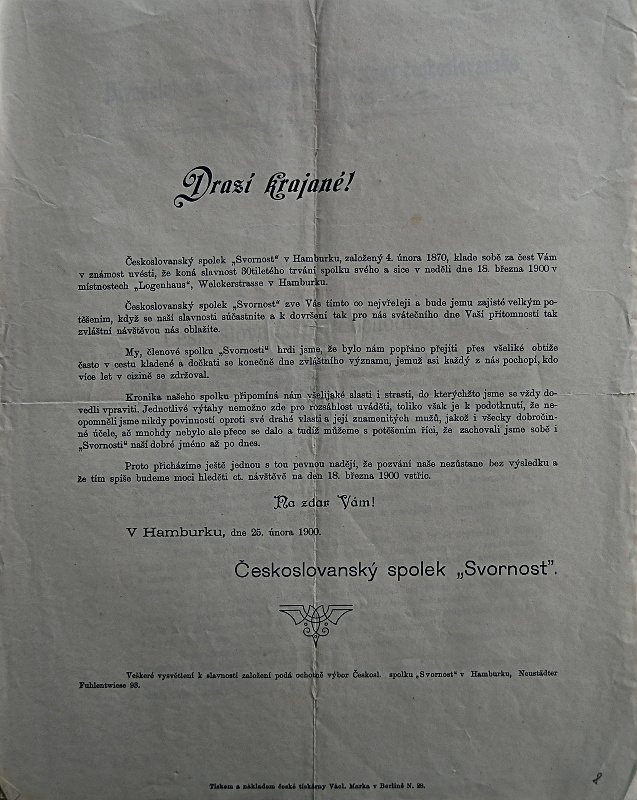 Drazí krajané!
Českoslovanský spolek „Svornost“ v Hamburku, založený 4. února 1870, klade sobě za čest Vám
v známost uvésti, že koná slavnost 30tiletého trvání spolku svého a sice v neděli dne 18. března 1900 v
místnostech „Logenhaus“, Welckerstrasse v Hamburku.
Českoslovanský spolek „Svornost“ zve Vás tímto co nejvřeleji a bude jemu zajisté velkým po-
těšením, když se naší slavnosti súčastníte a k dovršení tak pro nás svátečního dne Vaší přítomností tak
zvláštní návštěvou nás oblažíte.
My, členové spolku „Svornosti“ hrdi jsme, že bylo nám popřáno přejíti přes všeliké obtíže
často v cestu kladené a dočkati se konečně dne zvláštního významu, jemuž asi každý z nás pochopí, kdo
více let v cizině se zdržoval.
Kronika našeho spolku připomíná nám všelijaké slasti i strasti, do kterýchžto jsme se vždy do-
vedli vpraviti. Jednotlivé výtahy nemožno zde pro rozsáhlost uváděti, toliko však je k podotknutí, že ne-
opomněli jsme nikdy povinností oproti své drahé vlasti a její znamenitých mužů, jakož i všecky dobročin-
né účele, ač mnohdy nebylo ale přece se dalo a tudíž můžeme s potěšením říci, že zachovali jsme sobě i
„Svornosti“ naší dobré jméno až po dnes.
Proto přicházíme ještě jednou s tou pevnou nadějí, že pozvání naše nezůstane bez výsledku a
že tím spíše budeme moci hleděti ct. návštěvě na den 18. března 1900 vstříc.
Na zdar Vám!
V Hamburku, dne 25. února 1900.
Českoslovanský spolek „Svornost“.
Veškeré vysvětlení k slavnosti založení podá ochotně výbor Českosl. spolku „Svornost“ v Hamburku, Neustädter
Fuhlentwiese 93.
Tiskem a nákladem české tiskárny Václ. Marka v Berlíně N. 28.
8